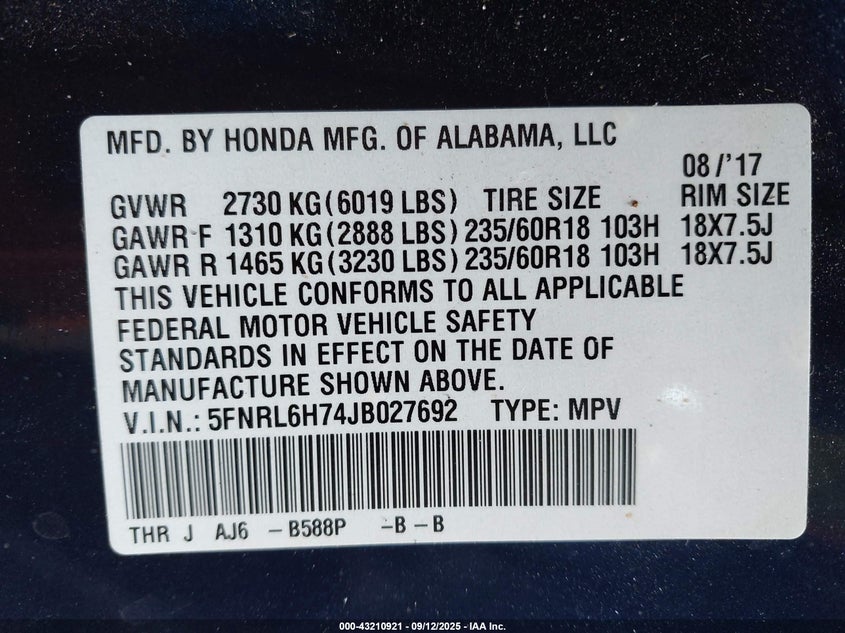 MFD. BY HONDA MFG. OF ALABAMA, LLC
08/'17
GVWR 2730 KG(6019 LBS) TIRE SIZE RIM SIZE
GAWR F 1310 KG(2888 LBS) 235/60R18 103H 18X7.5J
GAWR R 1465 KG(3230 LBS) 235/60R18 103H 18X7.5J
THIS VEHICLE CONFORMS TO ALL APPLICABLE
FEDERAL MOTOR VEHICLE SAFETY
STANDARDS IN EFFECT ON THE DATE OF
MANUFACTURE SHOWN ABOVE.
V.I.N.: 5FNRL6H74JB027692 TYPE: MPV
THR J AJ6 – B588P –B – B
000-43210921 - 09/12/2025 - IAA Inc.